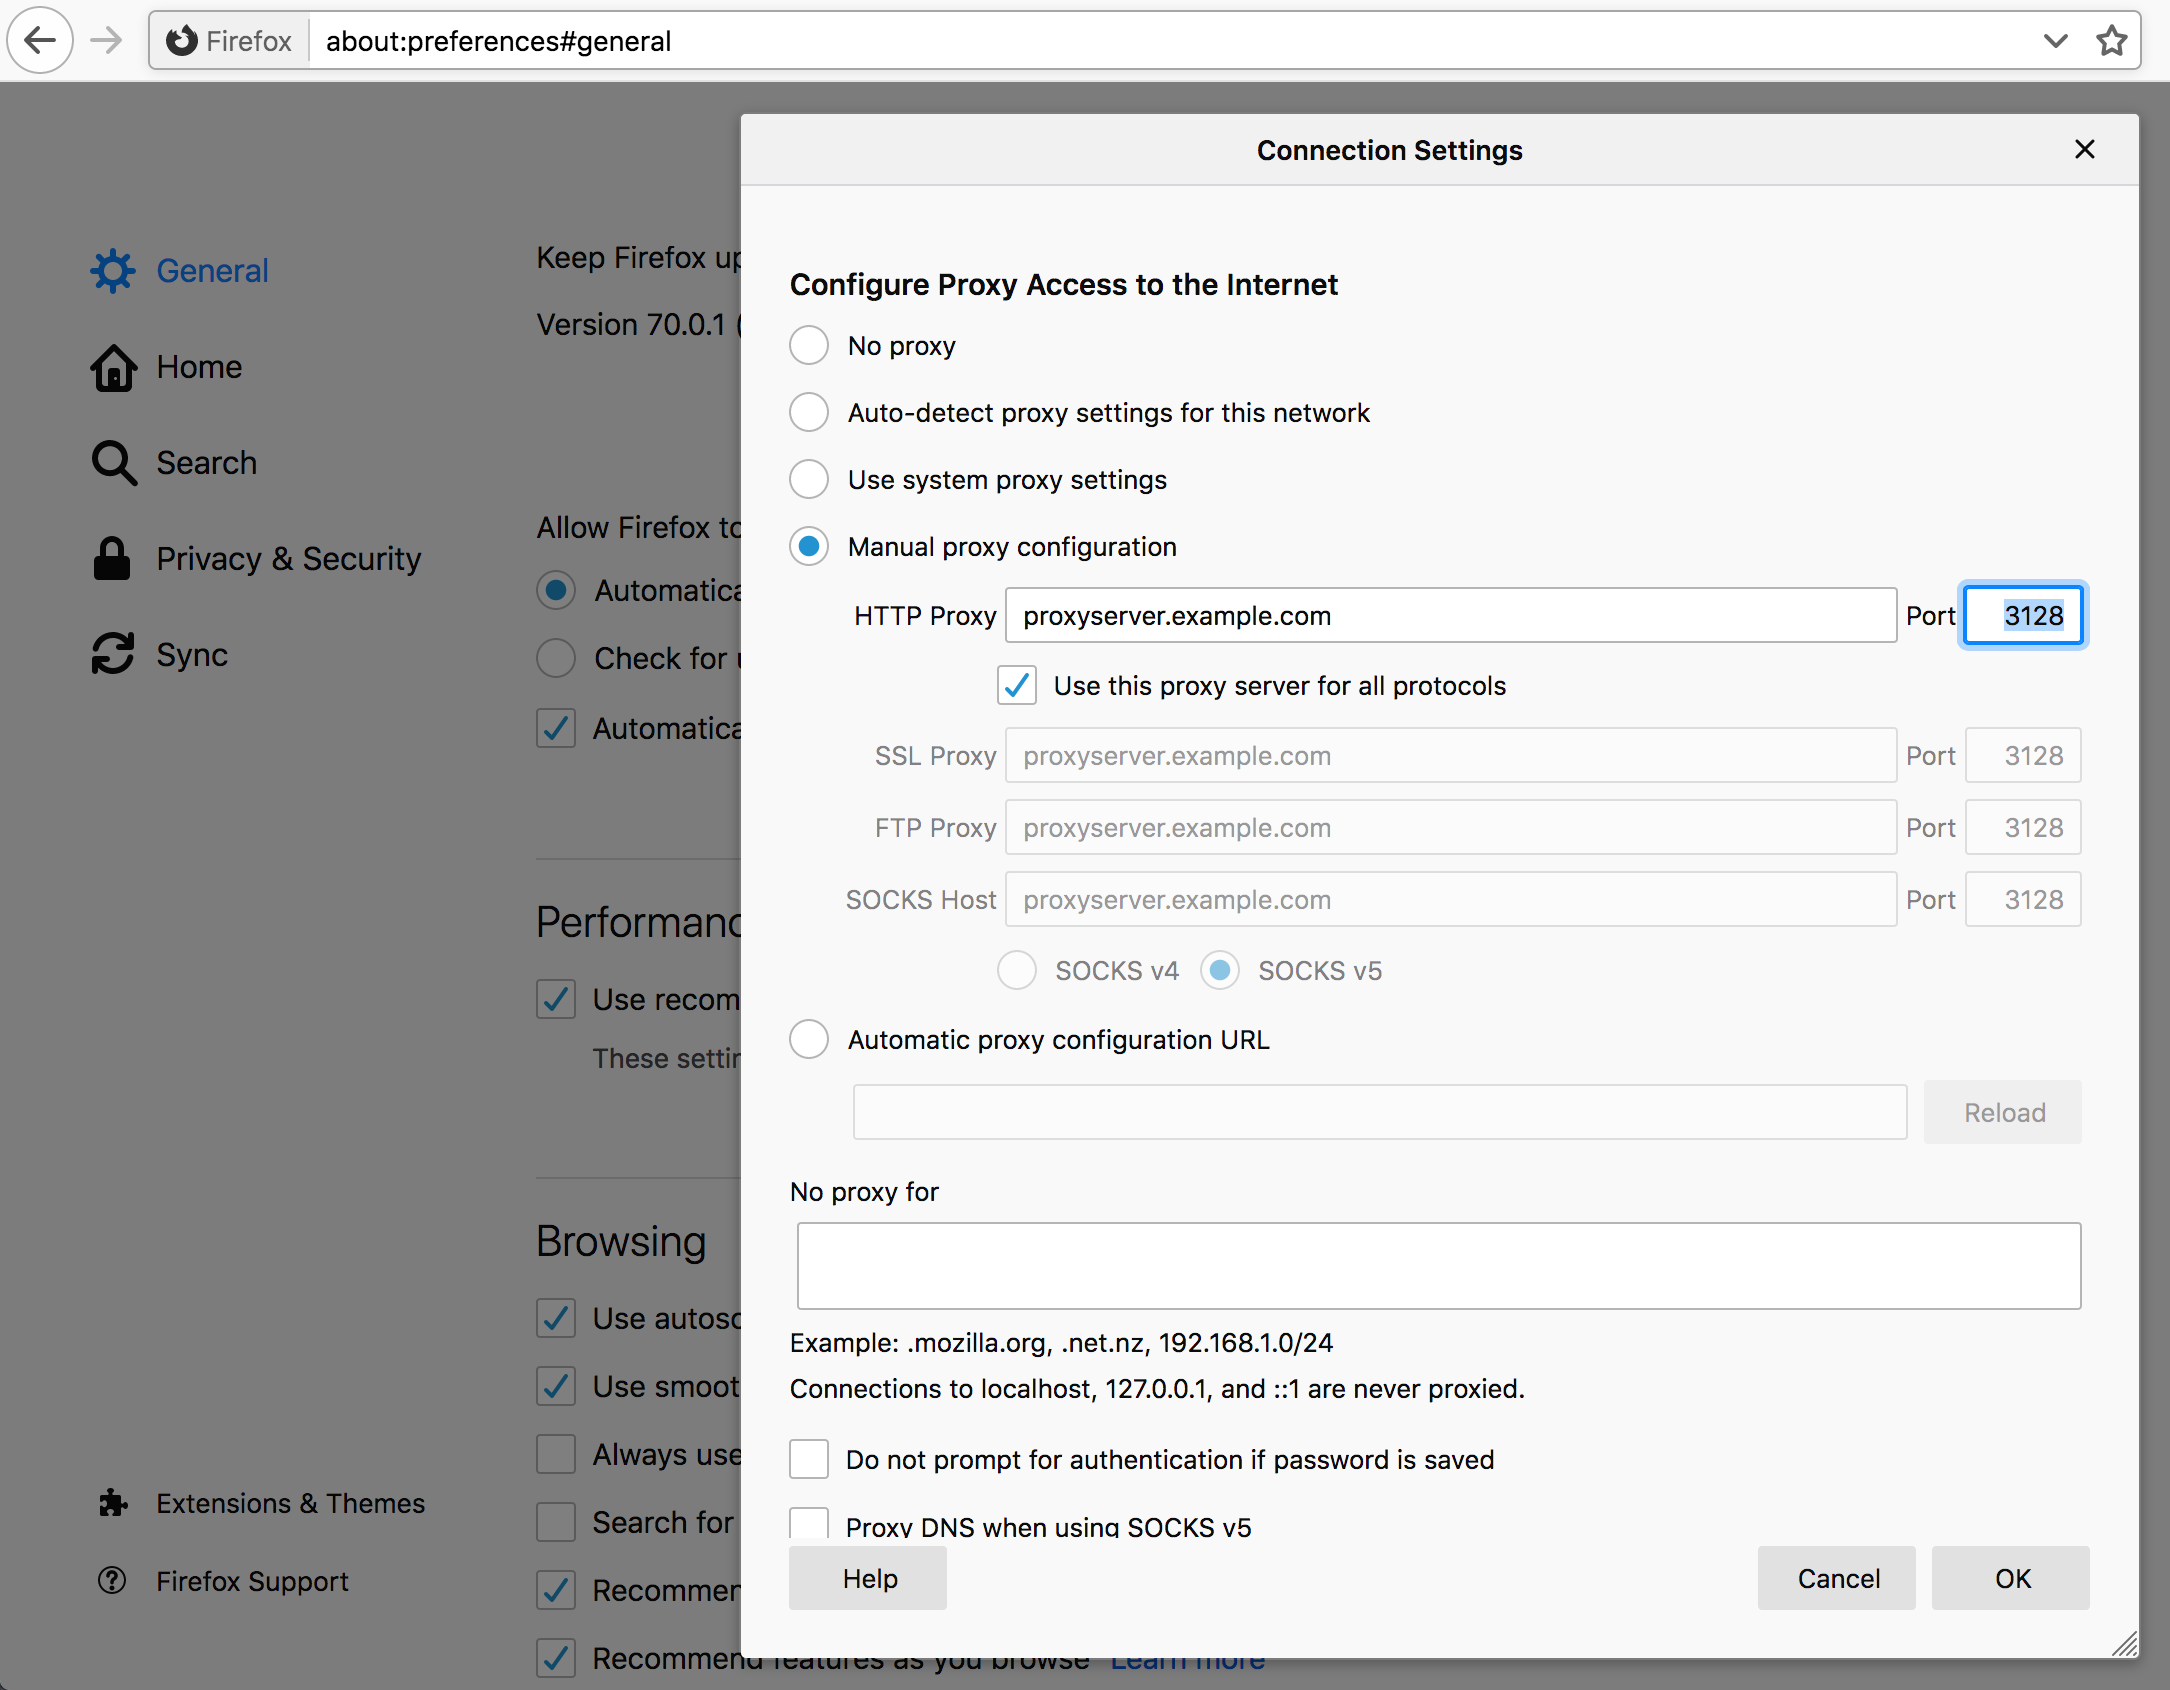 Firefox about:preferences#general
Connection Settings
General
Home
Search
Privacy & Security
Sync
Extensions & Themes
Firefox Support
Keep Firefox up
Version 70.0.1 (
Allow Firefox to
Automatica
Check for u
Automatica
Performanc
Use recom
These settin
Browsing
Use autosc
Use smoot
Always use
Search for
Recommen
Recommend features as you browse Learn more
Configure Proxy Access to the Internet
No proxy
Auto-detect proxy settings for this network
Use system proxy settings
Manual proxy configuration
HTTP Proxy proxyserver.example.com Port 3128
Use this proxy server for all protocols
SSL Proxy proxyserver.example.com Port 3128
FTP Proxy proxyserver.example.com Port 3128
SOCKS Host proxyserver.example.com Port 3128
SOCKS v4 SOCKS v5
Automatic proxy configuration URL
Reload
No proxy for
Example: .mozilla.org, .net.nz, 192.168.1.0/24
Connections to localhost, 127.0.0.1, and ::1 are never proxied.
Do not prompt for authentication if password is saved
Proxy DNS when using SOCKS v5
Help Cancel OK